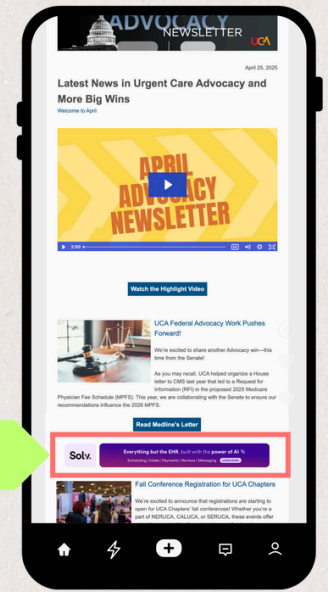 ADVOCACY
NEWSLETTER
UCA
April 25, 2025
Latest News in Urgent Care Advocacy and
More Big Wins
Welcome to April
APRIL
ADVOCACY
NEWSLETTER
2:00
Watch the Highlight Video
UCA Federal Advocacy Work Pushes
Forward!
We're excited to share another Advocacy win—this
time from the Senate!
As you may recall, UCA helped organize a House
letter to CMS last year that led to a Request for
Information (RFI) in the proposed 2025 Medicare
Physician Fee Schedule (MPFS). This year, we are collaborating with the Senate to ensure our
recommendations influence the 2026 MPFS.
Read Medline's Letter
Solv.
Everything but the EHR, built with the power of AI
Scheduling | Intake | Payments | Reviews | Messaging
Fall Conference Registration for UCA Chapters
We're excited to announce that registrations are starting to
open for UCA Chapters' fall conferences! Whether you're a
part of NERUCA, CALUCA, or SERUCA, these events offer